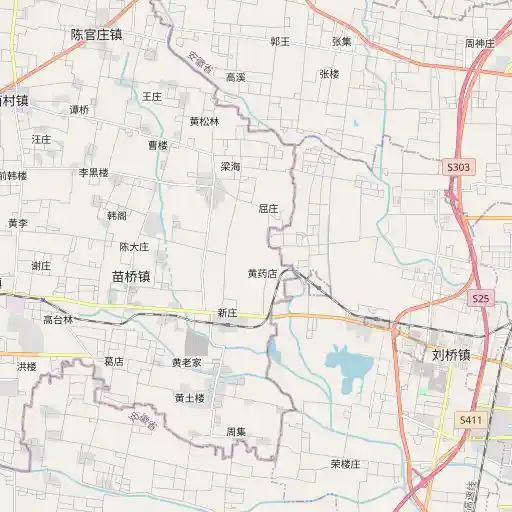 陈官庄镇
郭王
张集
周神庄
安徽省
高溪
张楼
王庄
村镇
谭桥
黄松林
汪庄
曹楼
梁海
S303
前韩楼
李黑楼
屈庄
韩阁
黄李
陈大庄
谢庄
苗桥镇
黄药店
S25
新庄
高台林
刘桥镇
葛店
黄老家
洪楼
黄土楼
安徽省
S411
周集
荣楼庄